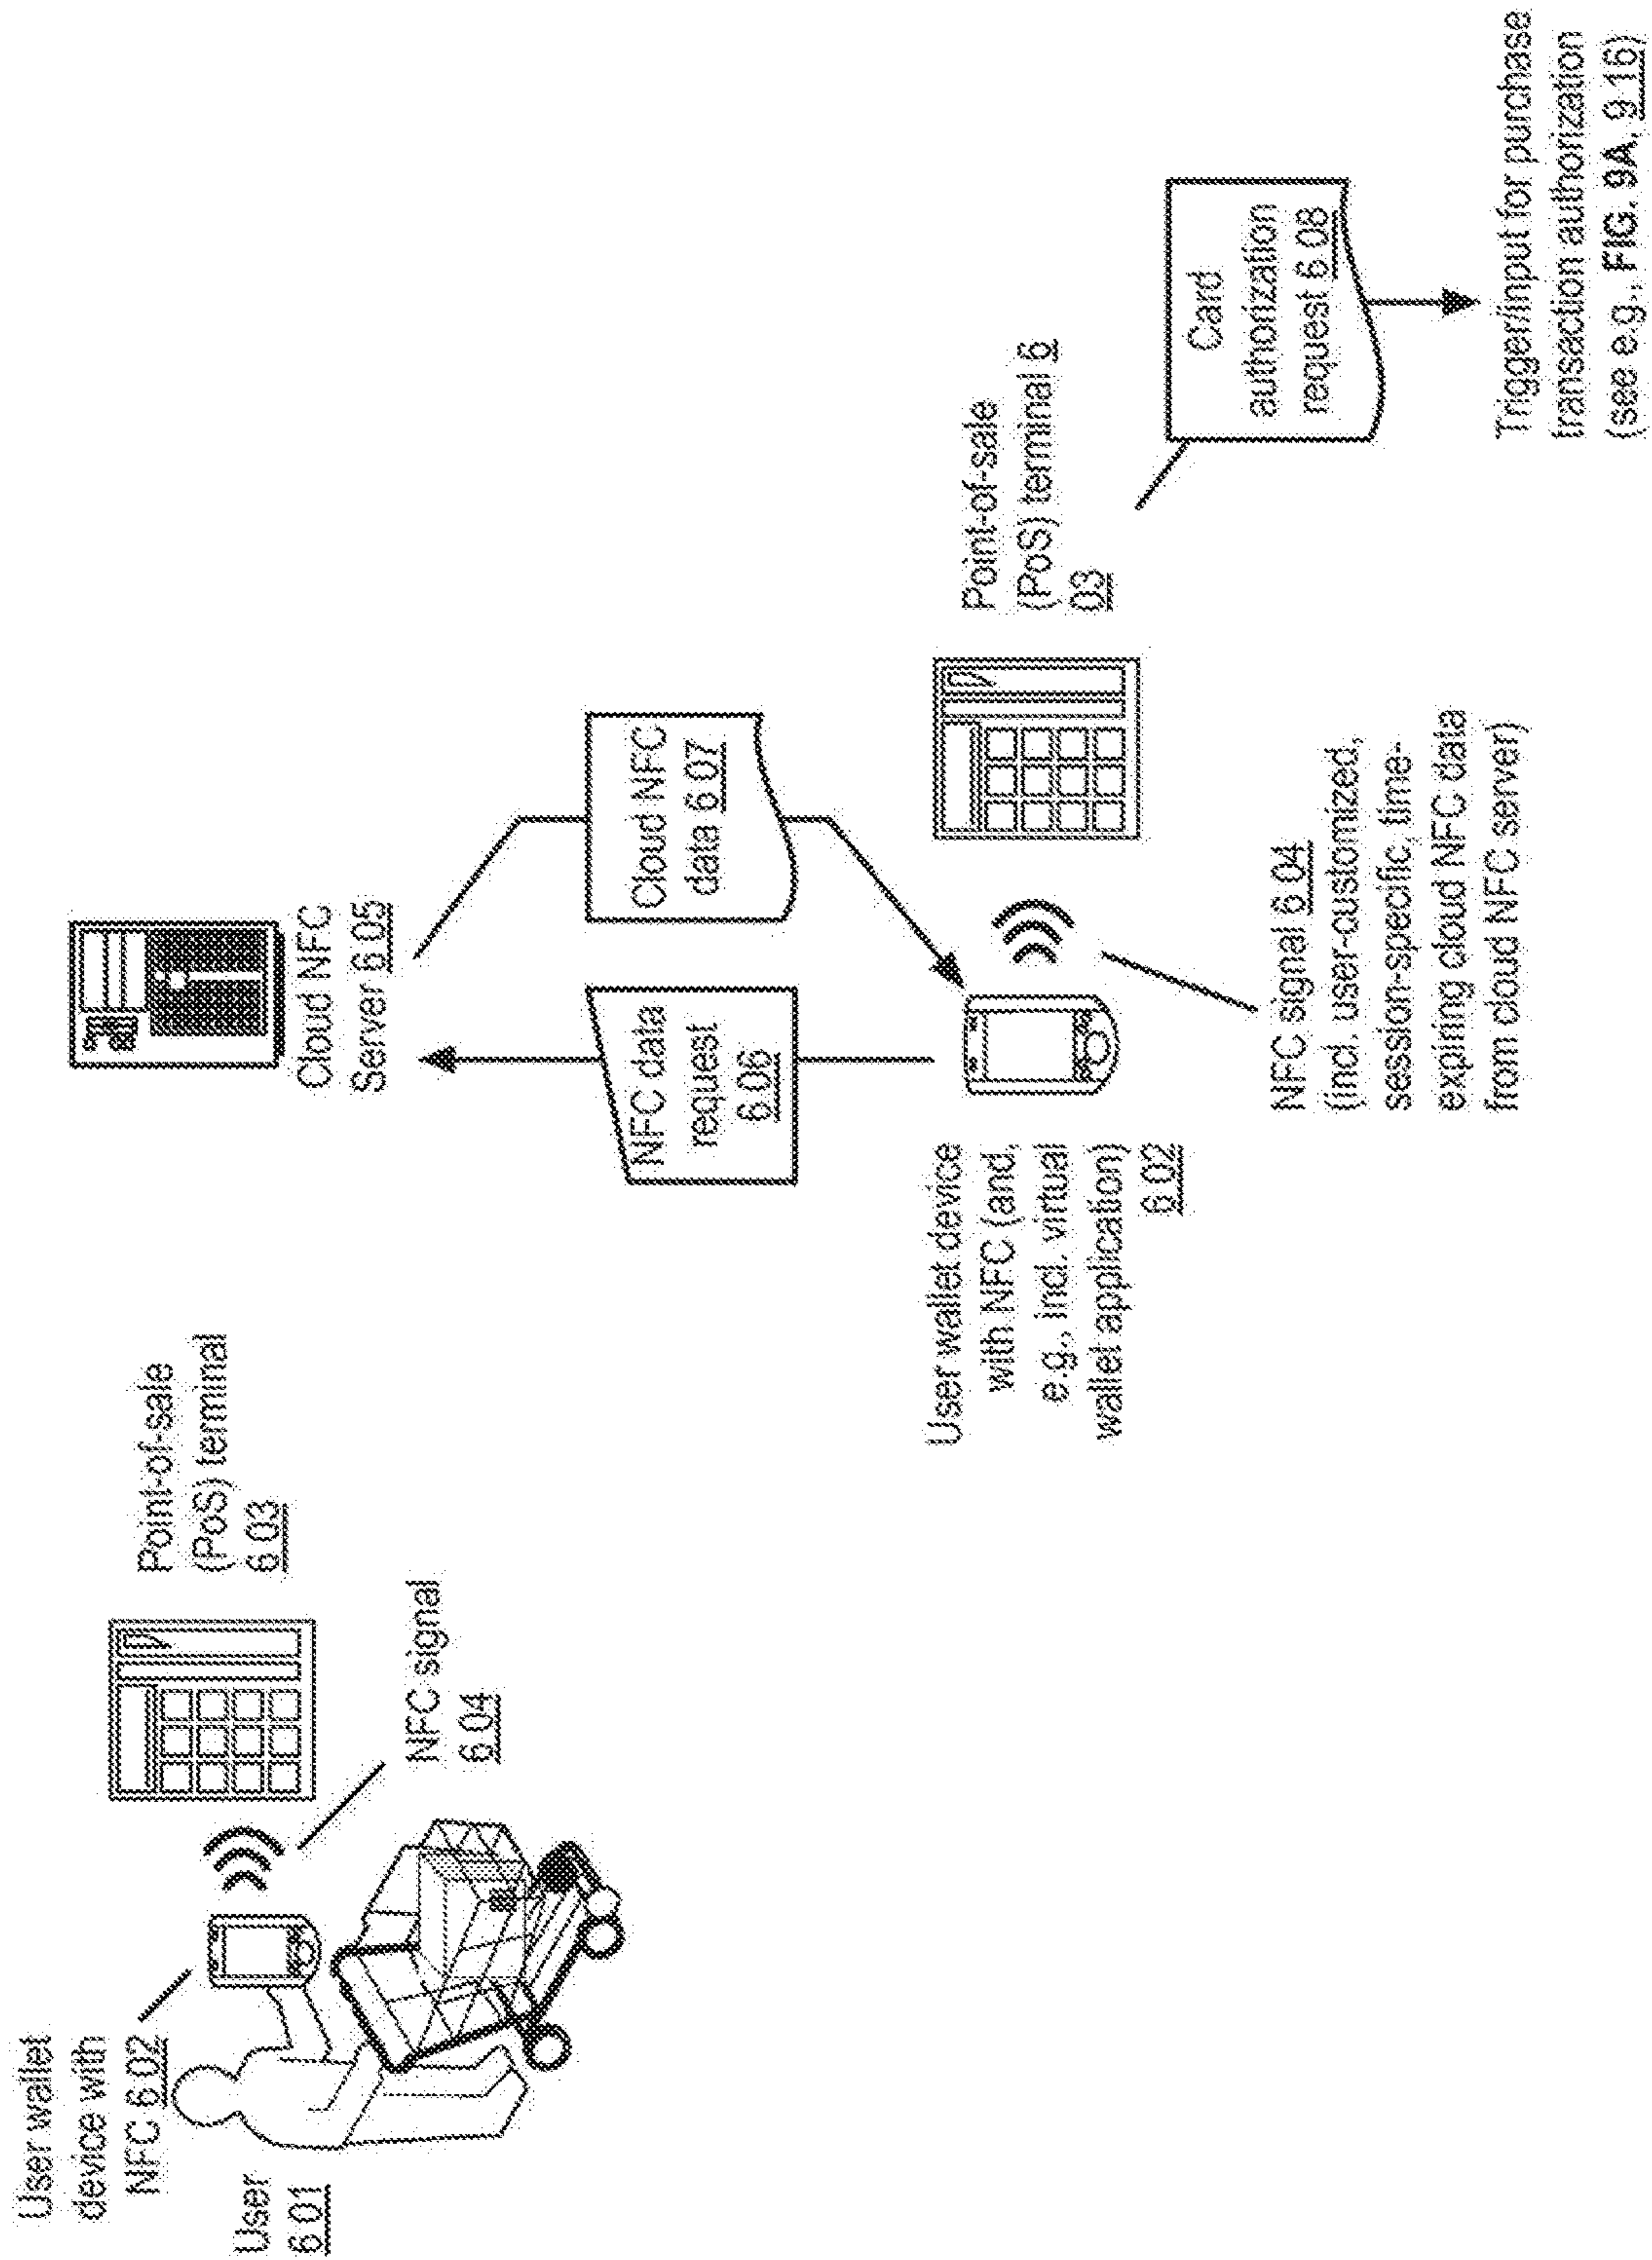 User wallet
device with
NFC 6 02
User
6 01
Point-of-sale
(PoS) terminal
6 03
NFC signal
6 04
Cloud NFC
Server 6 05
NFC data
request
6 06
Cloud NFC
data 6 07
User wallet device
with NFC (and,
e.g., incl. virtual
wallet application)
6 02
NFC signal 6 04
(incl. user-customized,
session-specific, time-
expiring cloud NFC data
from cloud NFC server)
Point-of-sale
(PoS) terminal 6
03
Card
authorization
request 6 08
Trigger/input for purchase
transaction authorization
(see e.g., FIG. 9A, 9 16)